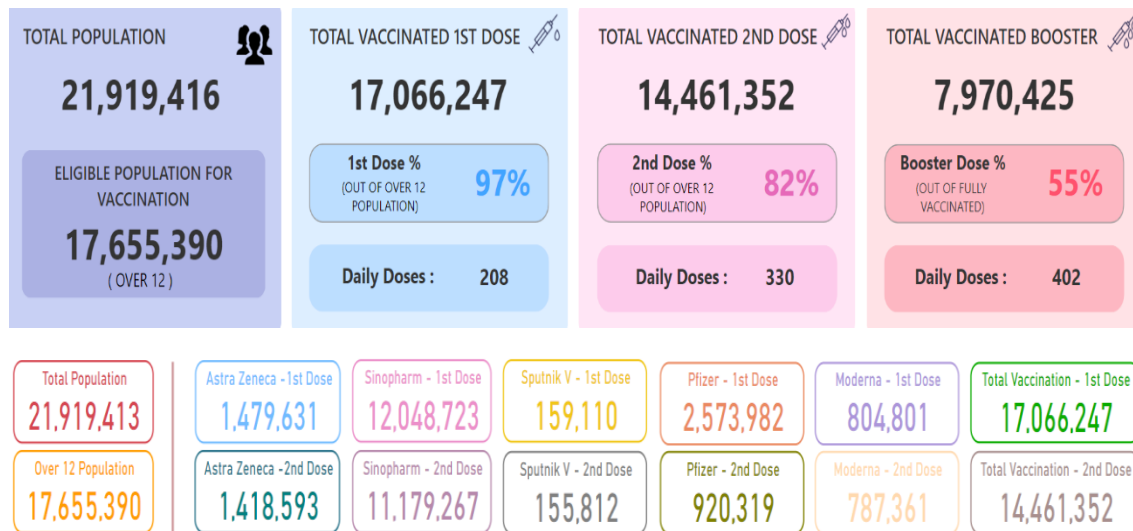 TOTAL POPULATION
21,919,416
ELIGIBLE POPULATION FOR
VACCINATION
17,655,390
( OVER 12 )
TOTAL VACCINATED 1ST DOSE
17,066,247
1st Dose %
(OUT OF OVER 12
POPULATION)
97%
Daily Doses :
208
TOTAL VACCINATED 2ND DOSE
14,461,352
2nd Dose %
(OUT OF OVER 12
POPULATION)
82%
Daily Doses :
330
TOTAL VACCINATED BOOSTER
7,970,425
Booster Dose %
(OUT OF FULLY
VACCINATED)
55%
Daily Doses :
402
Total Population
21,919,413
Astra Zeneca -1st Dose
1,479,631
Sinopharm - 1st Dose
12,048,723
Sputnik V - 1st Dose
159,110
Pfizer - 1st Dose
2,573,982
Moderna - 1st Dose
804,801
Total Vaccination - 1st Dose
17,066,247
Over 12 Population
17,655,390
Astra Zeneca -2nd Dose
1,418,593
Sinopharm - 2nd Dose
11,179,267
Sputnik V - 2nd Dose
155,812
Pfizer - 2nd Dose
920,319
Moderna - 2nd Dose
787,361
Total Vaccination - 2nd Dose
14,461,352